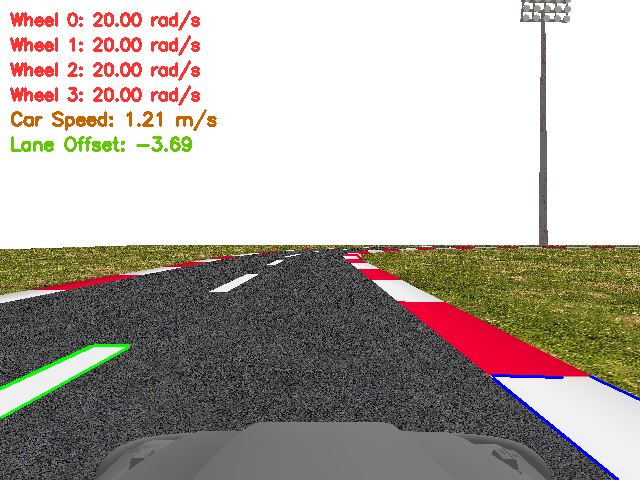 Wheel 0: 20.00 rad/s
Wheel 1: 20.00 rad/s
Wheel 2: 20.00 rad/s
Wheel 3: 20.00 rad/s
Car Speed: 1.21 m/s
Lane Offset: -3.69